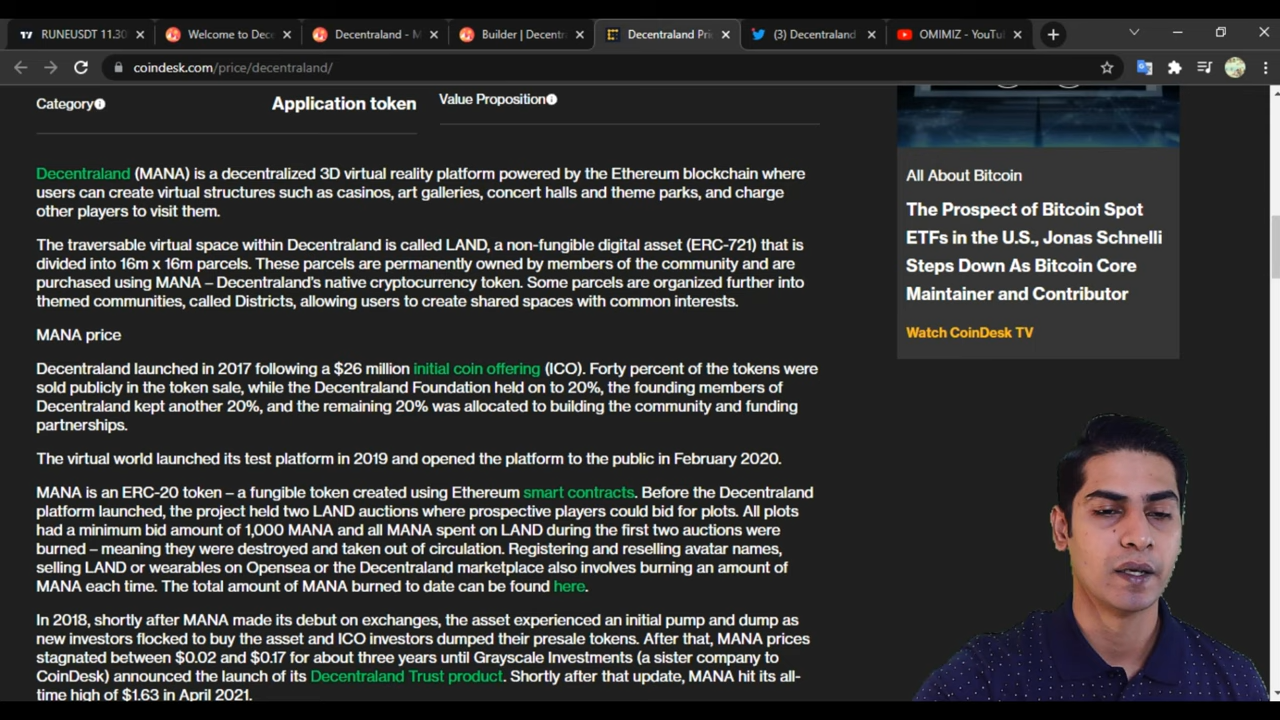 RUNEUSDT 11.30
Welcome to Dece
Decentraland - M
Builder | Decentr
Decentraland Pri
(3) Decentraland
OMIMIZ - YouTu
coindesk.com/price/decentraland/
Category
Application token
Value Proposition
Decentraland (MANA) is a decentralized 3D virtual reality platform powered by the Ethereum blockchain where
users can create virtual structures such as casinos, art galleries, concert halls and theme parks, and charge
other players to visit them.
The traversable virtual space within Decentraland is called LAND, a non-fungible digital asset (ERC-721) that is
divided into 16m x 16m parcels. These parcels are permanently owned by members of the community and are
purchased using MANA – Decentraland's native cryptocurrency token. Some parcels are organized further into
themed communities, called Districts, allowing users to create shared spaces with common interests.
MANA price
Decentraland launched in 2017 following a $26 million initial coin offering (ICO). Forty percent of the tokens were
sold publicly in the token sale, while the Decentraland Foundation held on to 20%, the founding members of
Decentraland kept another 20%, and the remaining 20% was allocated to building the community and funding
partnerships.
The virtual world launched its test platform in 2019 and opened the platform to the public in February 2020.
MANA is an ERC-20 token – a fungible token created using Ethereum smart contracts. Before the Decentraland
platform launched, the project held two LAND auctions where prospective players could bid for plots. All plots
had a minimum bid amount of 1,000 MANA and all MANA spent on LAND during the first two auctions were
burned – meaning they were destroyed and taken out of circulation. Registering and reselling avatar names,
selling LAND or wearables on Opensea or the Decentraland marketplace also involves burning an amount of
MANA each time. The total amount of MANA burned to date can be found here.
In 2018, shortly after MANA made its debut on exchanges, the asset experienced an initial pump and dump as
new investors flocked to buy the asset and ICO investors dumped their presale tokens. After that, MANA prices
stagnated between $0.02 and $0.17 for about three years until Grayscale Investments (a sister company to
CoinDesk) announced the launch of its Decentraland Trust product. Shortly after that update, MANA hit its all-
time high of $1.63 in April 2021.
All About Bitcoin
The Prospect of Bitcoin Spot
ETFs in the U.S., Jonas Schnelli
Steps Down As Bitcoin Core
Maintainer and Contributor
Watch CoinDesk TV